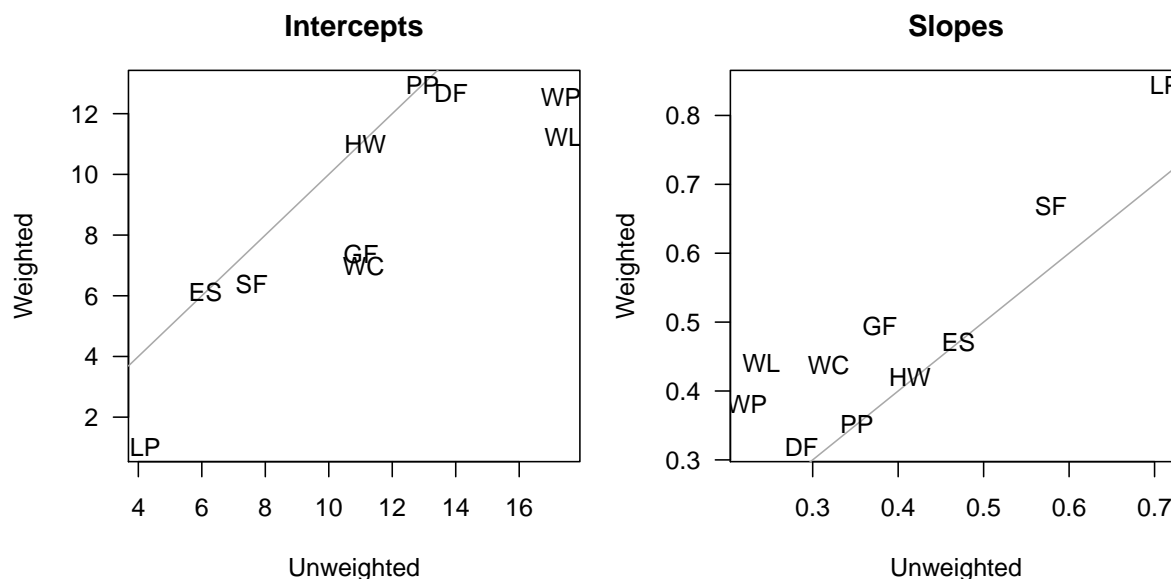 Intercepts
PP
DF
WP
12
HW
WL
10
8
GF
WC
6
ES
SF
4
2
LP
4 6 8 10 12 14 16
Weighted
Unweighted
Slopes
LP
0.8
0.7
SF
0.6
0.5
GF
ES
WL
WC
HW
0.4
WP
PP
DF
0.3
0.3 0.4 0.5 0.6 0.7
Weighted
Unweighted